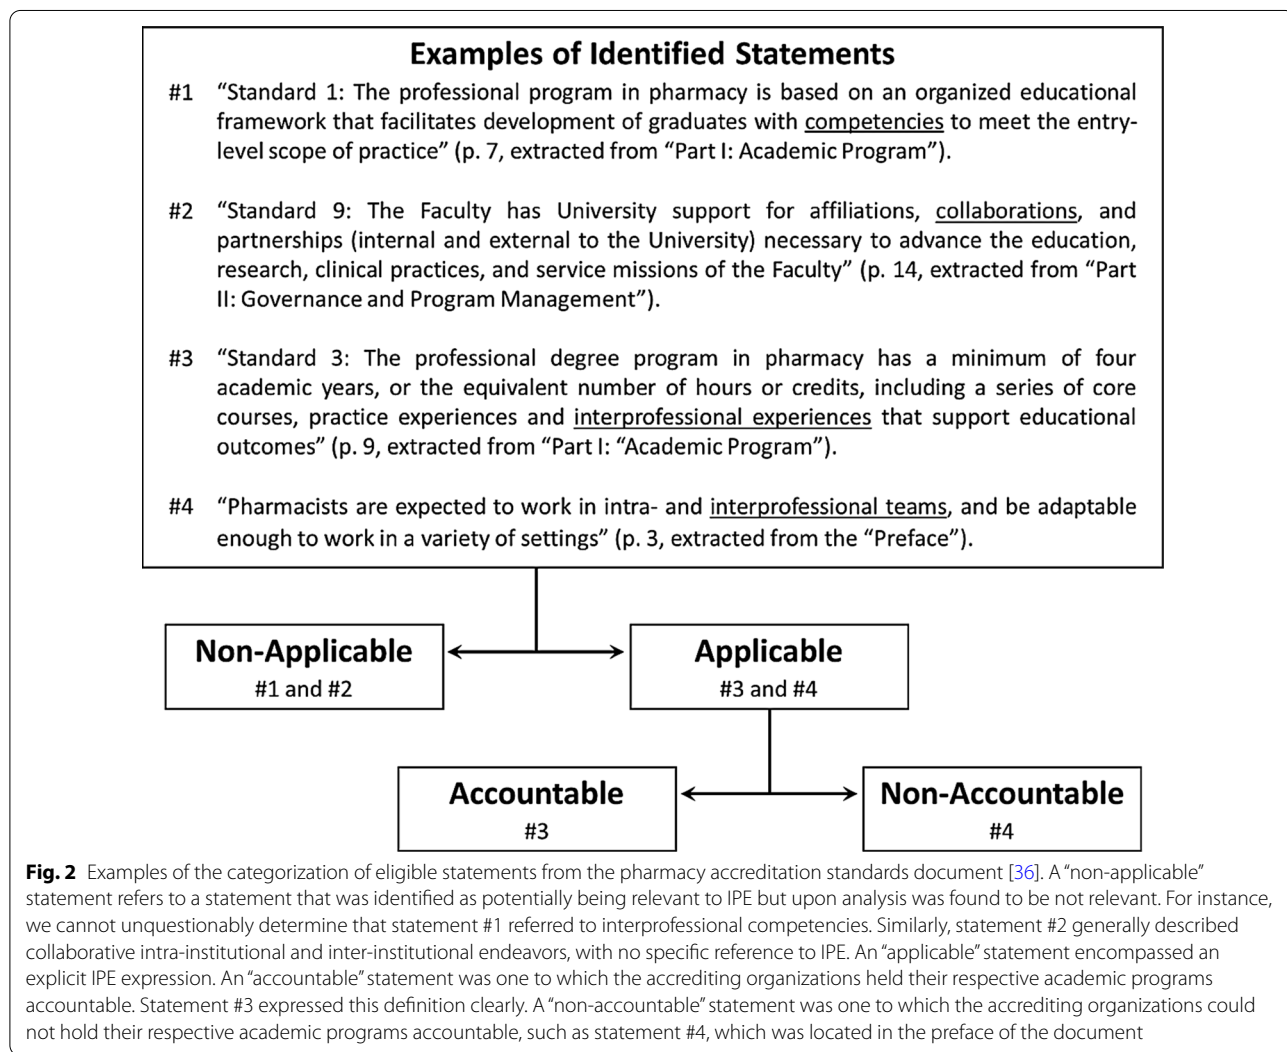 Examples of Identified Statements
#1 “Standard 1: The professional program in pharmacy is based on an organized educational
framework that facilitates development of graduates with competencies to meet the entry-
level scope of practice” (p. 7, extracted from “Part I: Academic Program”).
#2 “Standard 9: The Faculty has University support for affiliations, collaborations, and
partnerships (internal and external to the University) necessary to advance the education,
research, clinical practices, and service missions of the Faculty” (p. 14, extracted from “Part
II: Governance and Program Management”).
#3 “Standard 3: The professional degree program in pharmacy has a minimum of four
academic years, or the equivalent number of hours or credits, including a series of core
courses, practice experiences and interprofessional experiences that support educational
outcomes” (p. 9, extracted from “Part I: “Academic Program”).
#4 “Pharmacists are expected to work in intra- and interprofessional teams, and be adaptable
enough to work in a variety of settings” (p. 3, extracted from the “Preface”).
Non-Applicable
#1 and #2
Applicable
#3 and #4
Accountable
#3
Non-Accountable
#4
Fig. 2 Examples of the categorization of eligible statements from the pharmacy accreditation standards document [36]. A “non-applicable”
statement refers to a statement that was identified as potentially being relevant to IPE but upon analysis was found to be not relevant. For instance,
we cannot unquestionably determine that statement #1 referred to interprofessional competencies. Similarly, statement #2 generally described
collaborative intra-institutional and inter-institutional endeavors, with no specific reference to IPE. An “applicable” statement encompassed an
explicit IPE expression. An “accountable” statement was one to which the accrediting organizations held their respective academic programs
accountable. Statement #3 expressed this definition clearly. A “non-accountable” statement was one to which the accrediting organizations could
not hold their respective academic programs accountable, such as statement #4, which was located in the preface of the document